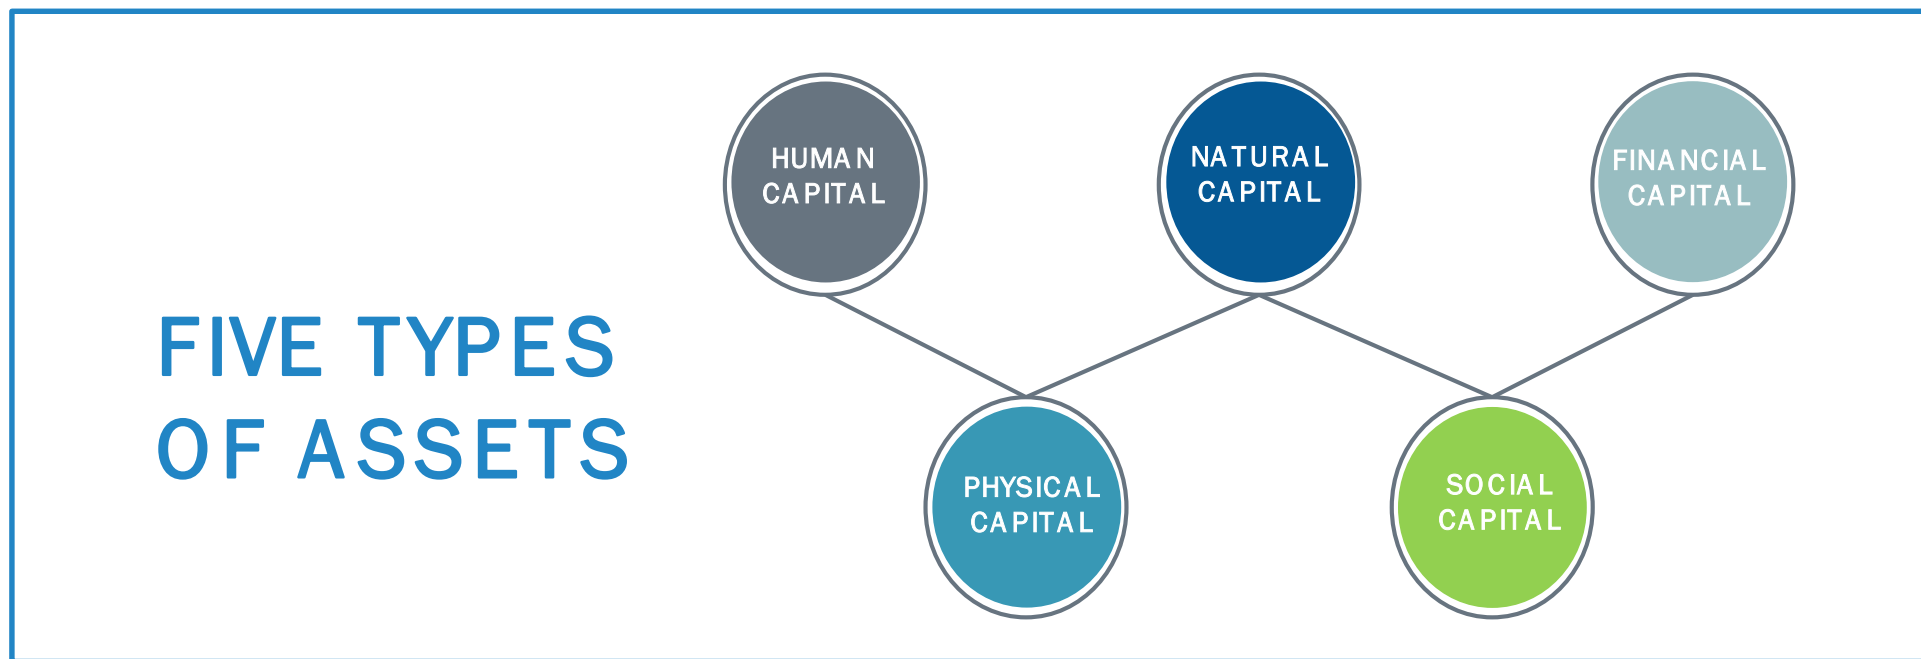 FIVE TYPES
OF ASSETS
HUMAN
CAPITAL
PHYSICAL
CAPITAL
NATURAL
CAPITAL
SOCIAL
CAPITAL
FINANCIAL
CAPITAL